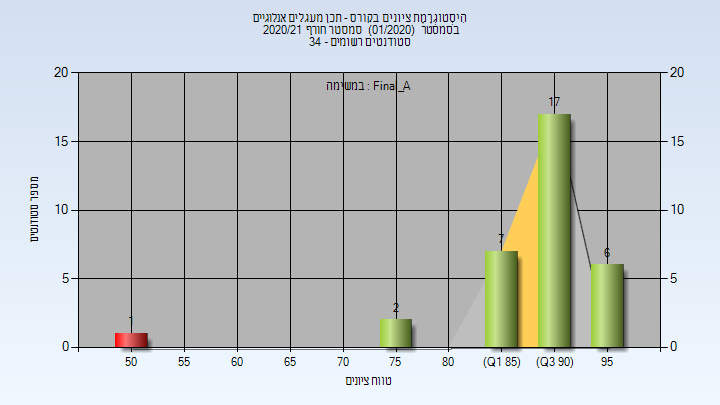 היסטוגרמת ציונים בקורס - תכן מעגלים אנלוגיים
בסמסטר (01/2020) סמסטר חורף 2020/21
סטודנטים רשומים - 34
במשימה : Final_A
20
15
10
5
0
20
15
10
5
0
מספר סטודנטים
1
2
7
17
6
50 55 60 65 70 75 80 (Q1 85) (Q3 90) 95
טווח ציונים